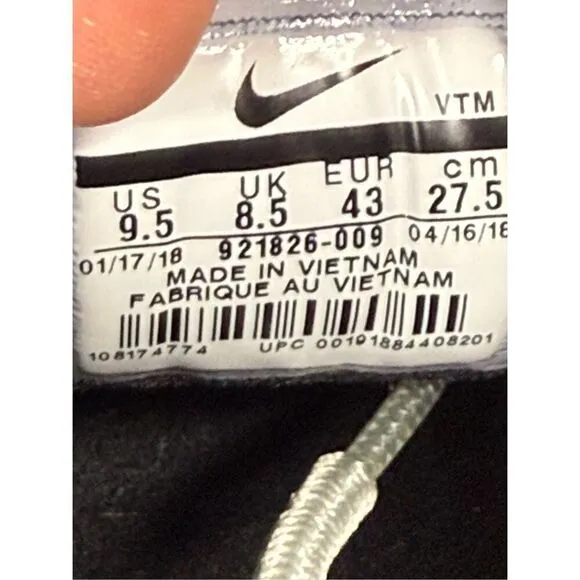 VTM
US UK EUR cm
9.5 8.5 43 27.5
01/17/18 921826-009 04/16/18
MADE IN VIETNAM
FABRIQUE AU VIETNAM
108174774 UPC 00191884408201